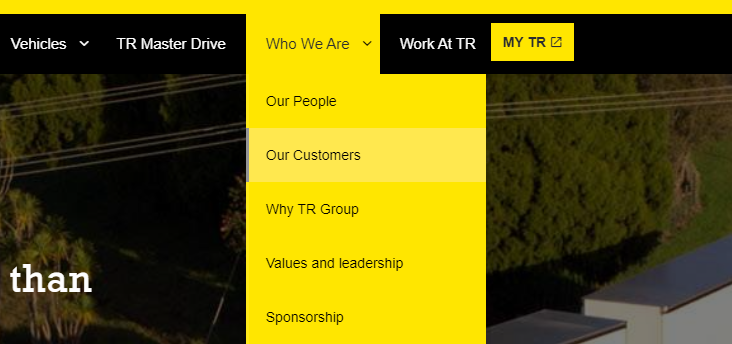 Vehicles TR Master Drive Who We Are Work At TR MY TR
Our People
Our Customers
Why TR Group
Values and leadership
than
Sponsorship